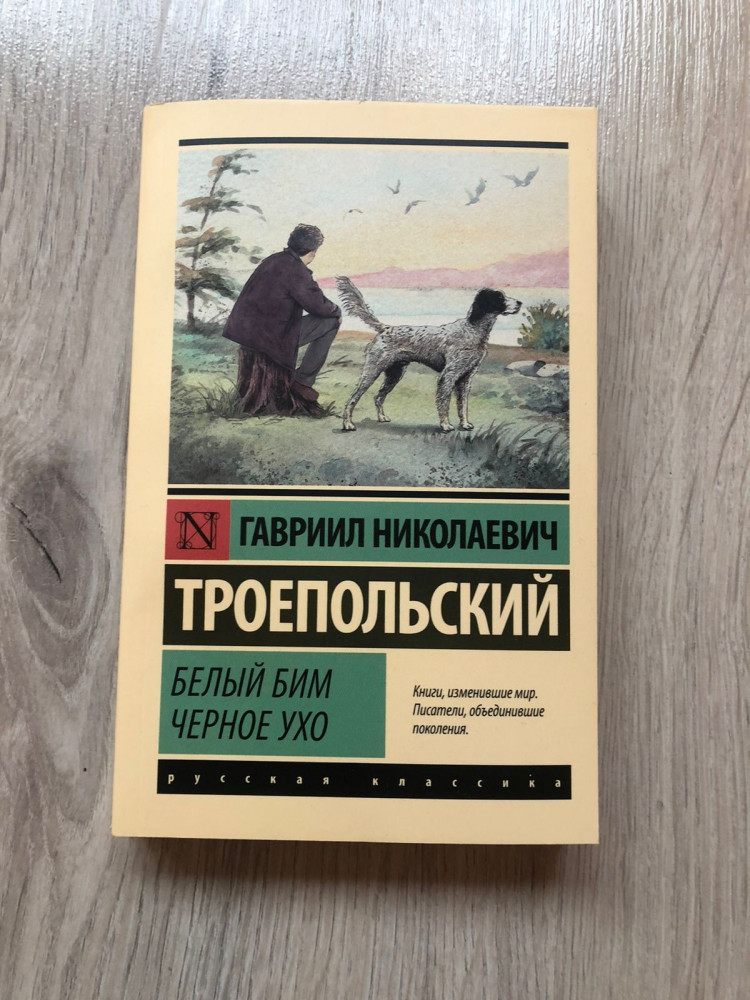 N
ГАВРИИЛ НИКОЛАЕВИЧ
ТРОЕПОЛЬСКИЙ
БЕЛЫЙ БИМ
ЧЕРНОЕ УХО
Книги, изменившие мир.
Писатели, объединившие
поколения.
русская классика